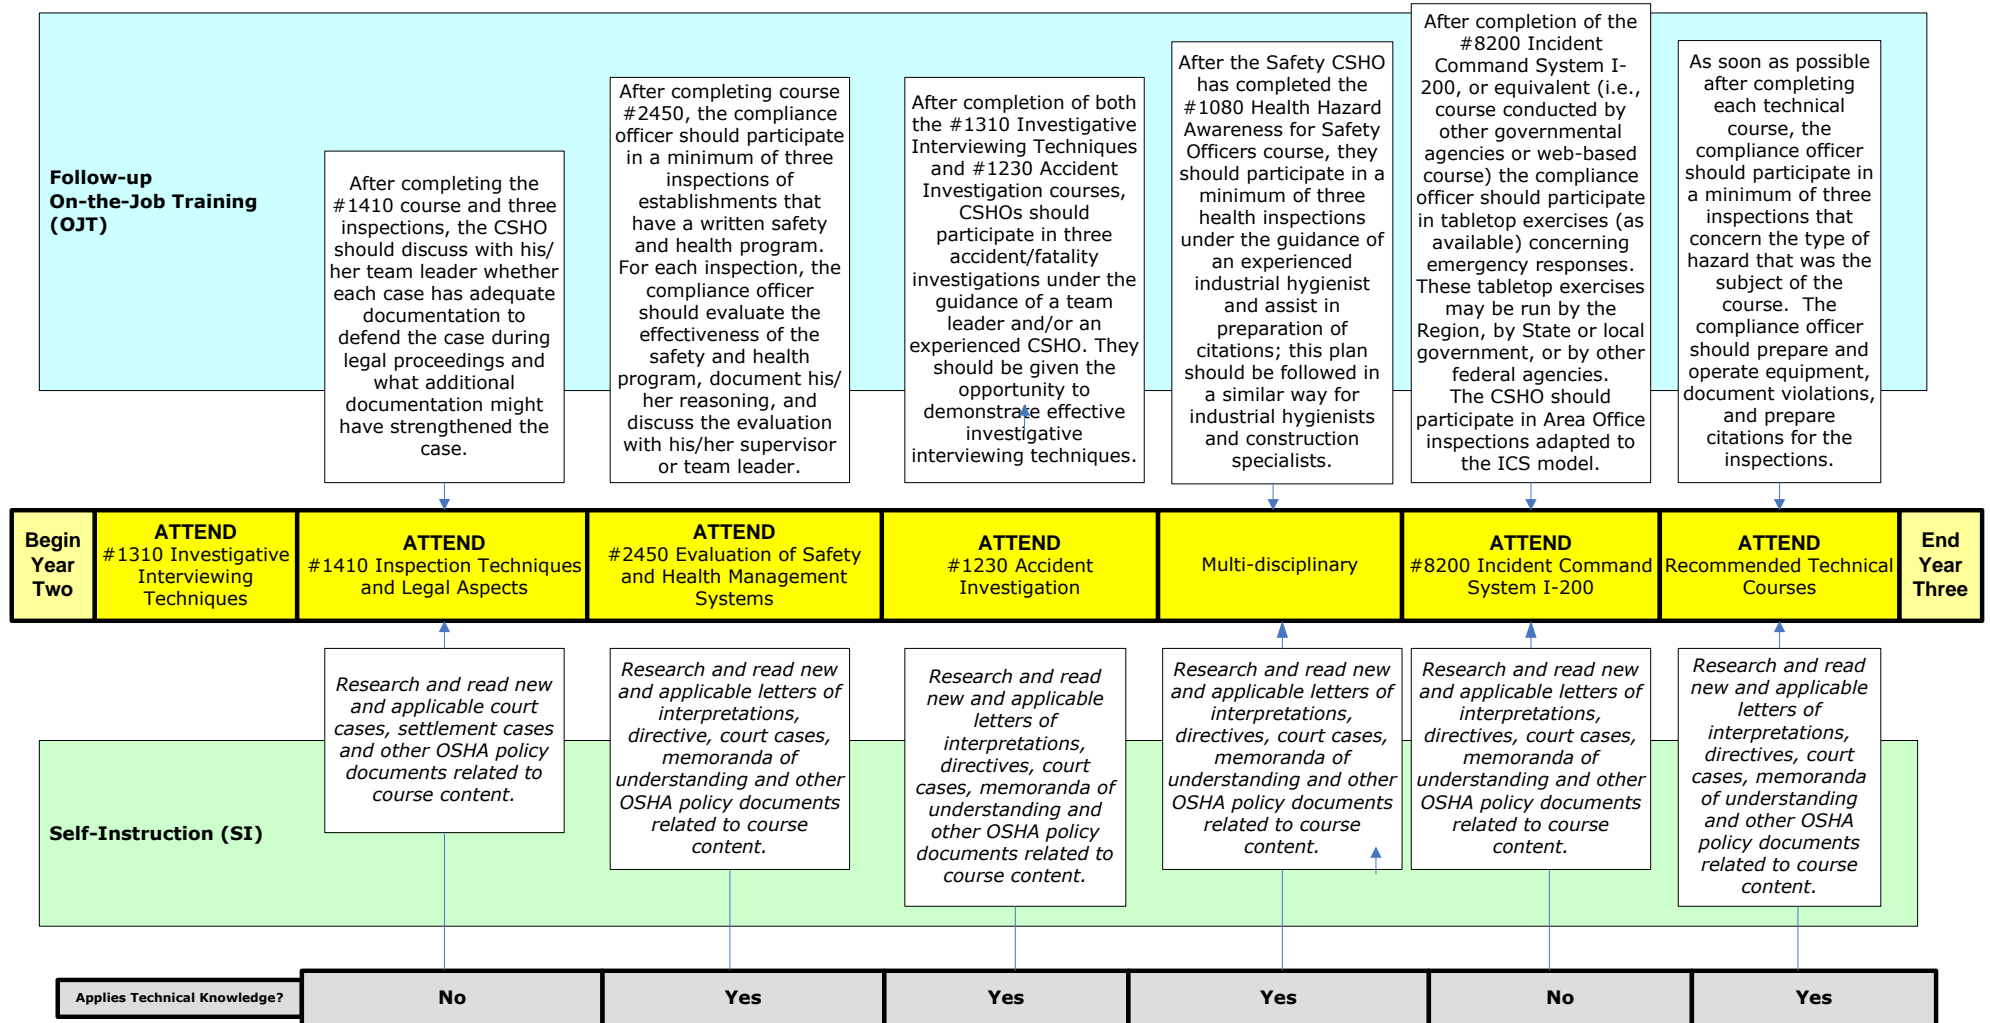 Follow-up
On-the-Job Training
(OJT)
After completing the
#1410 course and three
inspections, the CSHO
should discuss with his/
her team leader whether
each case has adequate
documentation to
defend the case during
legal proceedings and
what additional
documentation might
have strengthened the
case.
After completing course
#2450, the compliance
officer should participate
in a minimum of three
inspections of
establishments that
have a written safety
and health program.
For each inspection, the
compliance officer
should evaluate the
effectiveness of the
safety and health
program, document his/
her reasoning, and
discuss the evaluation
with his/her supervisor
or team leader.
After completion of both
the #1310 Investigative
Interviewing Techniques
and #1230 Accident
Investigation courses,
CSHOs should
participate in three
accident/fatality
investigations under the
guidance of a team
leader and/or an
experienced CSHO. They
should be given the
opportunity to
demonstrate effective
investigative
interviewing techniques.
After the Safety CSHO
has completed the
#1080 Health Hazard
Awareness for Safety
Officers course, they
should participate in a
minimum of three
health inspections
under the guidance of
an experienced
industrial hygienist
and assist in
preparation of
citations; this plan
should be followed in
a similar way for
industrial hygienists
and construction
specialists.
After completion of the
#8200 Incident
Command System I-
200, or equivalent (i.e.,
course conducted by
other governmental
agencies or web-based
course) the compliance
officer should participate
in tabletop exercises (as
available) concerning
emergency responses.
These tabletop exercises
may be run by the
Region, by State or local
government, or by other
federal agencies.
The CSHO should
participate in Area Office
inspections adapted to
the ICS model.
As soon as possible
after completing
each technical
course, the
compliance officer
should participate in
a minimum of three
inspections that
concern the type of
hazard that was the
subject of the
course.  The
compliance officer
should prepare and
operate equipment,
document violations,
and prepare
citations for the
inspections.
Begin
Year
Two
ATTEND
#1310 Investigative
Interviewing
Techniques
ATTEND
#1410 Inspection Techniques
and Legal Aspects
ATTEND
#2450 Evaluation of Safety
and Health Management
Systems
ATTEND
#1230 Accident
Investigation
Multi-disciplinary
ATTEND
#8200 Incident Command
System I-200
ATTEND
Recommended Technical
Courses
End
Year
Three
Self-Instruction (SI)
Research and read new
and applicable court
cases, settlement cases
and other OSHA policy
documents related to
course content.
Research and read new
and applicable letters of
interpretations,
directive, court cases,
memoranda of
understanding and other
OSHA policy documents
related to course
content.
Research and read
new and applicable
letters of
interpretations,
directives, court
cases, memoranda of
understanding and
other OSHA policy
documents related to
course content.
Research and read new
and applicable letters of
interpretations,
directives, court cases,
memoranda of
understanding and other
OSHA policy documents
related to course
content.
Research and read new
and applicable letters of
interpretations,
directives, court cases,
memoranda of
understanding and other
OSHA policy documents
related to course
content.
Research and read
new and applicable
letters of
interpretations,
directives, court
cases, memoranda
of understanding
and other OSHA
policy documents
related to course
content.
Applies Technical Knowledge?
No
Yes
Yes
Yes
No
Yes